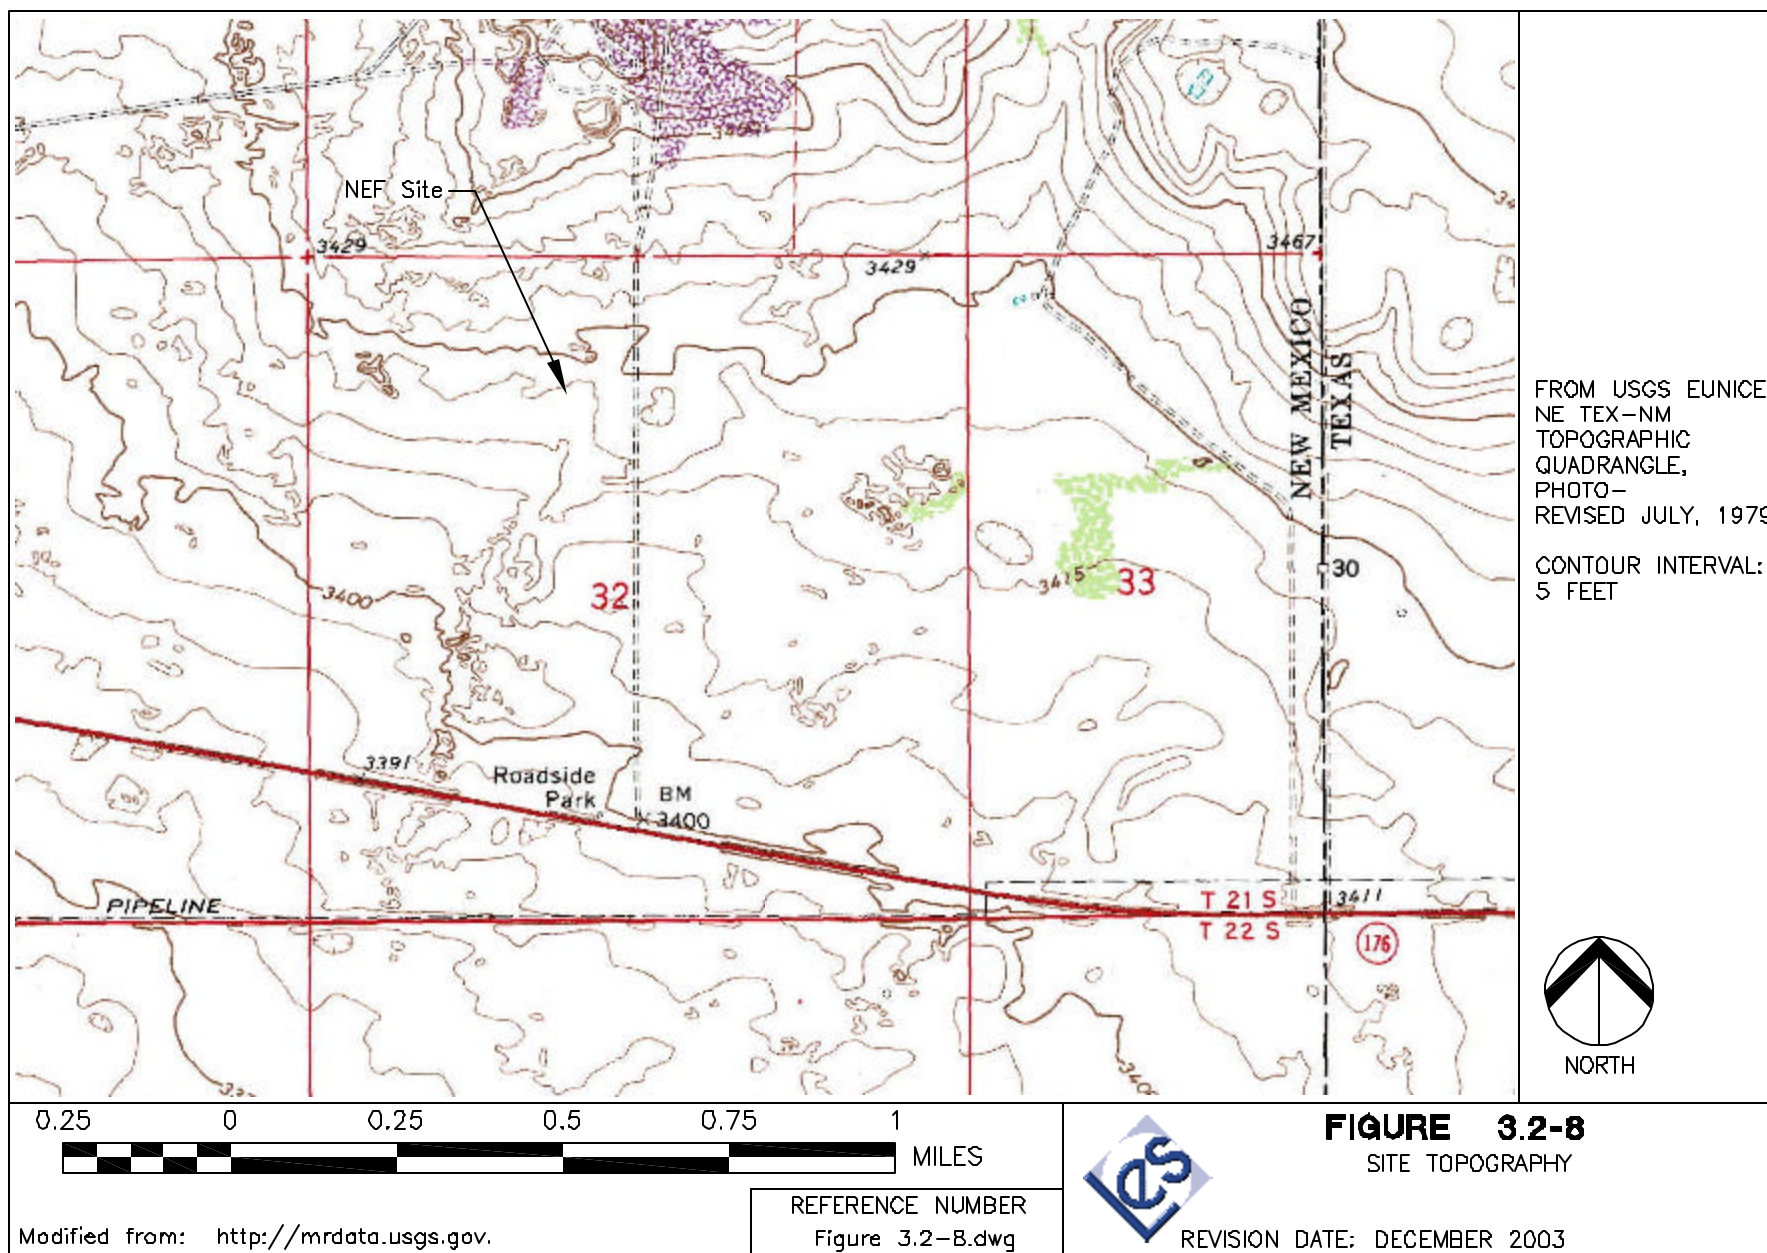 NEF Site
3429
3429
3467
NEW MEXICO
TEXAS
3400
32
3415
33
30
3391
Roadside
Park
BM
3400
PIPELINE
T 21 S
T 22 S
3411
176
FROM USGS EUNICE
NE TEX-NM
TOPOGRAPHIC
QUADRANGLE,
PHOTO-
REVISED JULY, 1979
CONTOUR INTERVAL:
5 FEET
NORTH
0.25 0 0.25 0.5 0.75 1
MILES
Modified from: http://mrdata.usgs.gov.
REFERENCE NUMBER
Figure 3.2-8.dwg
LES
FIGURE 3.2-8
SITE TOPOGRAPHY
REVISION DATE: DECEMBER 2003